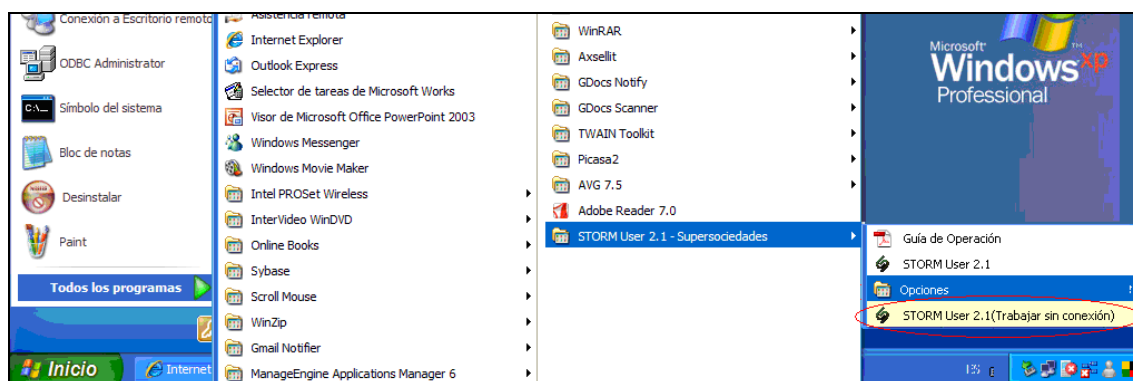 Conexión a Escritorio remoto
ODBC Administrator
C:\
Símbolo del sistema
Bloc de notas
Desinstalar
Paint
Todos los programas
Inicio
Internet
Asistencia remota
Internet Explorer
Outlook Express
Selector de tareas de Microsoft Works
Visor de Microsoft Office PowerPoint 2003
Windows Messenger
Windows Movie Maker
Intel PROSet Wireless
InterVideo WinDVD
Online Books
Sybase
Scroll Mouse
WinZip
Gmail Notifier
ManageEngine Applications Manager 6
WinRAR
Axsellit
GDocs Notify
GDocs Scanner
TWAIN Toolkit
Picasa2
AVG 7.5
Adobe Reader 7.0
STORM User 2.1 - Supersociedades
Microsoft
Windows xp
Professional
Guía de Operación
STORM User 2.1
Opciones
STORM User 2.1(Trabajar sin conexión)